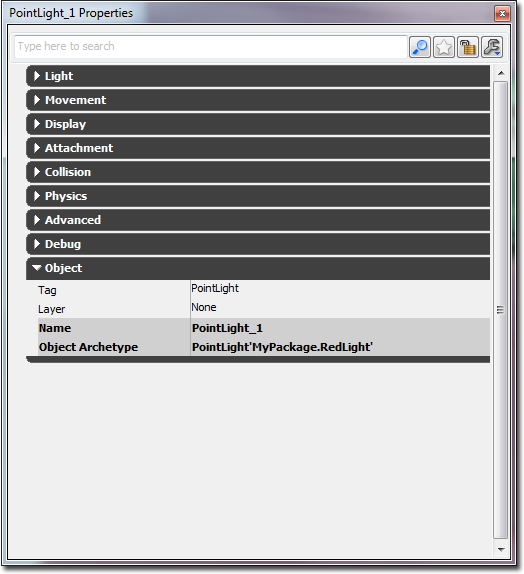 PointLight_1 Properties
Type here to search
Light
Movement
Display
Attachment
Collision
Physics
Advanced
Debug
Object
Tag PointLight
Layer None
Name PointLight_1
Object Archetype PointLight'MyPackage.RedLight'